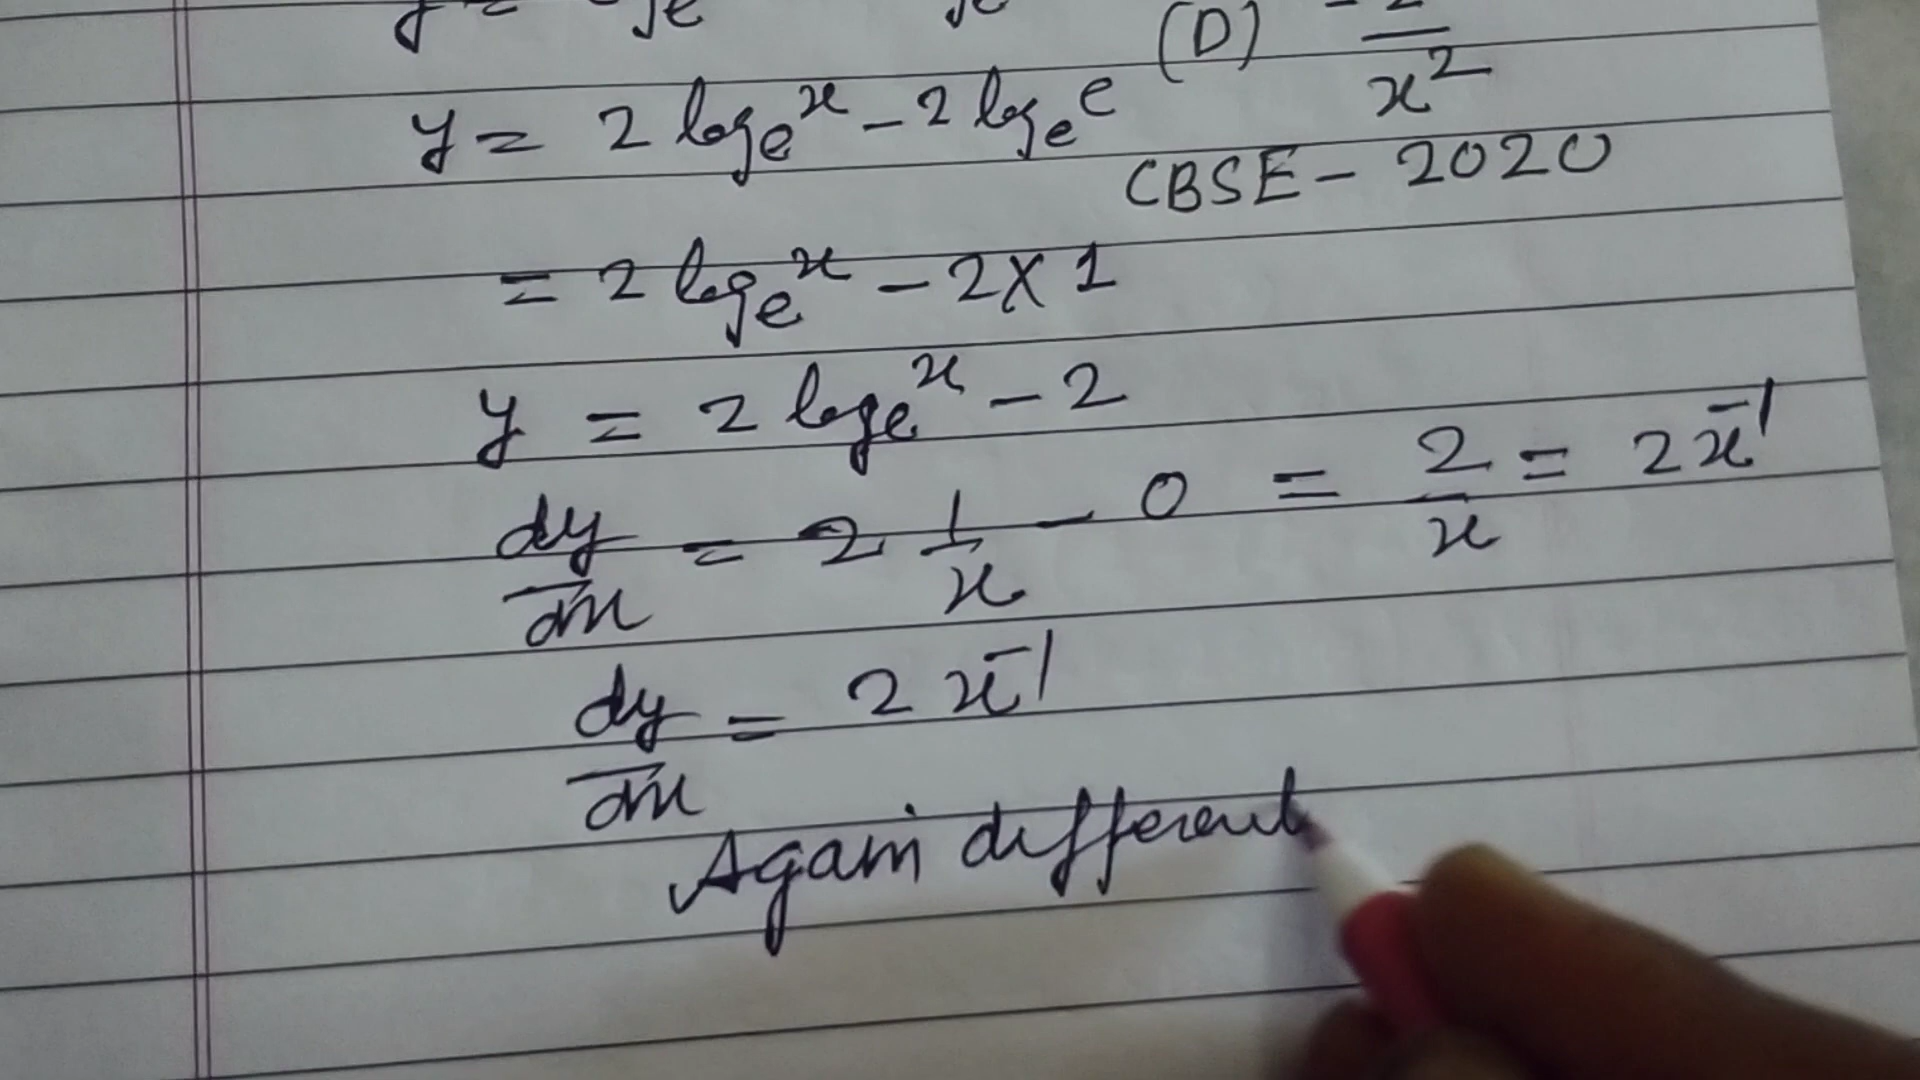 (D) 2/x²
y = 2 logₑx - 2 logₑe
CBSE - 2020
= 2 logₑx - 2 x 1
y = 2 logₑx - 2
dy/dx = 2 1/x - 0 = 2/x = 2x⁻¹
dy/dx = 2x⁻¹
Again different